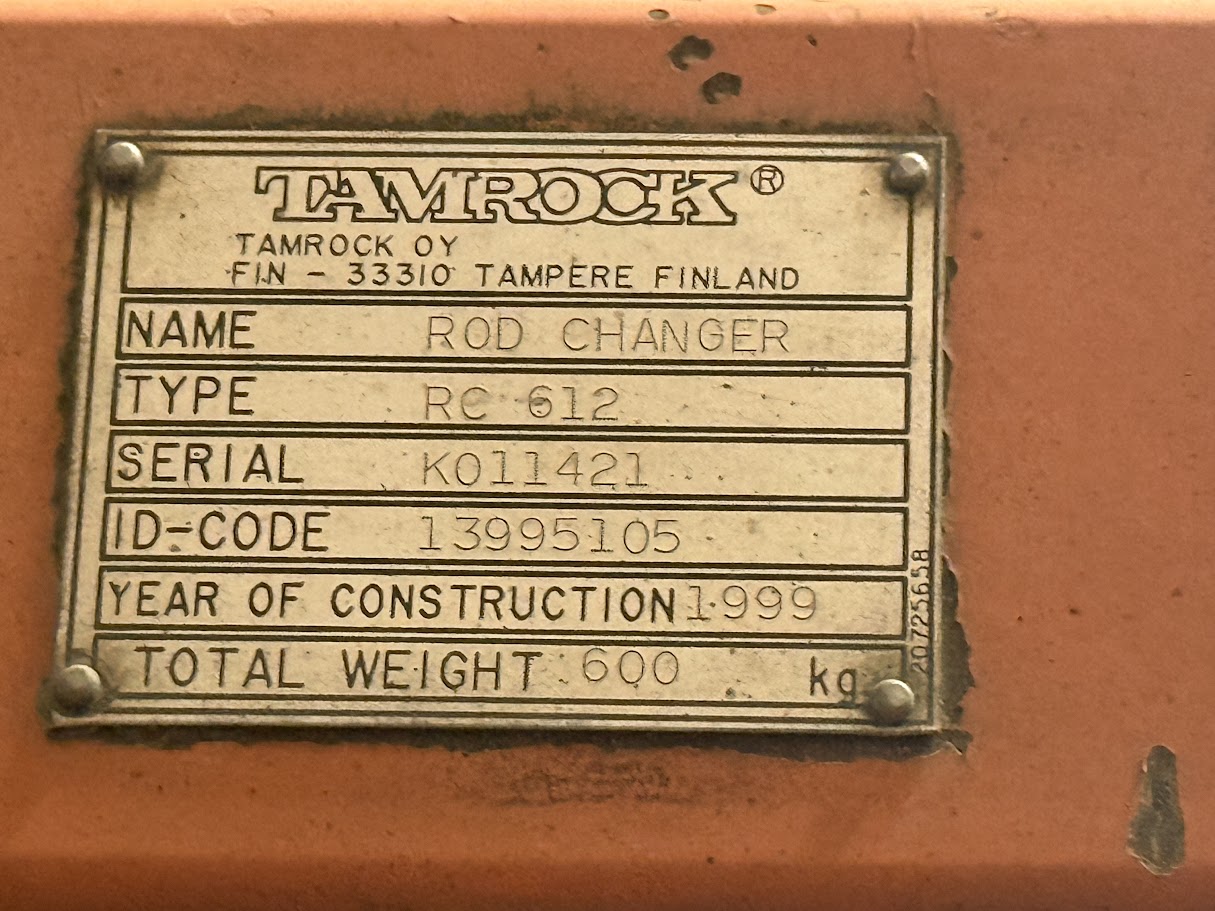 TAMROCK®
TAMROCK OY
FIN - 33310 TAMPERE FINLAND
NAME ROD CHANGER
TYPE RC 612
SERIAL K011421
ID-CODE 13995105
YEAR OF CONSTRUCTION 1999
TOTAL WEIGHT 600 kg
20725658